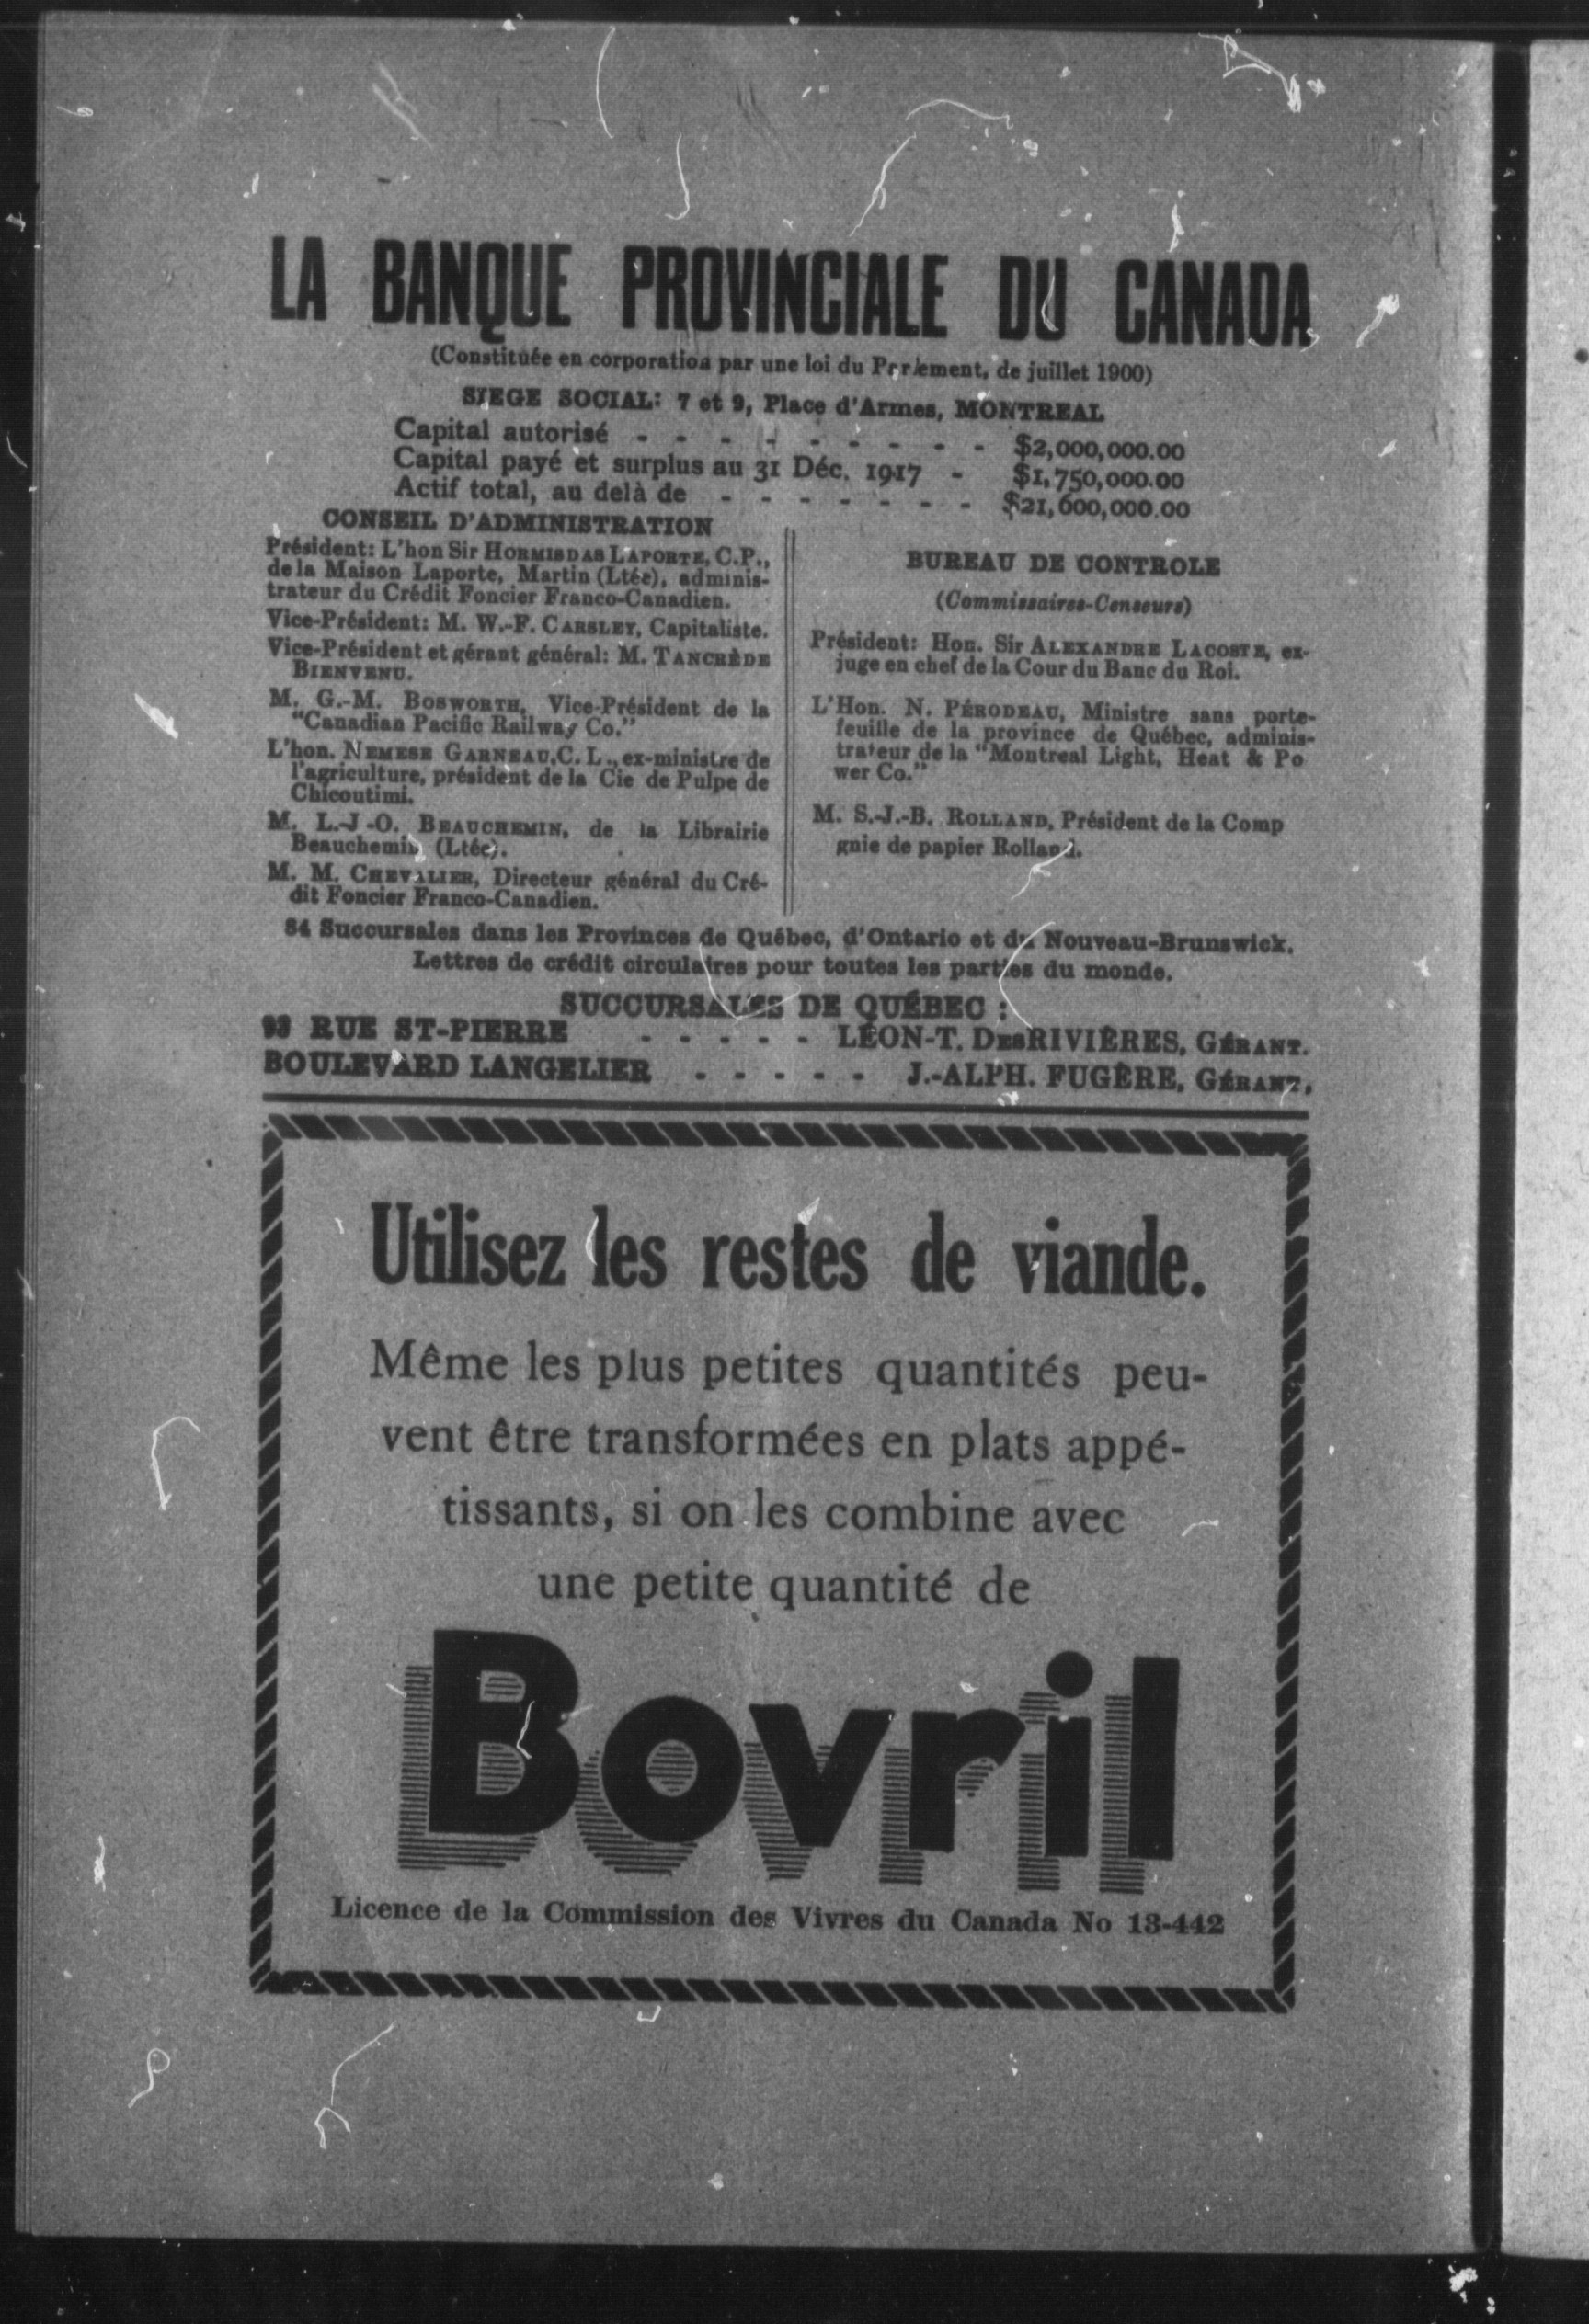 LA BANQUE PROVINCIALE DU CANADA
(Constituée en corporation par une loi du Parlement, de juillet 1900)
SIEGE SOCIAL: 7 et 9, Place d'Armes, MONTREAL
Capital autorisé - - - - - - - - - $2,000,000.00
Capital payé et surplus au 31 Déc. 1917 - $1,750,000.00
Actif total, au delà de - - - - - - - $21,600,000.00
CONSEIL D'ADMINISTRATION
Président: L'hon Sir HORMISDAS LAPORTE, C.P.,
de la Maison Laporte, Martin (Ltée), adminis-
trateur du Crédit Foncier Franco-Canadien.
Vice-Président: M. W.-F. CARSLEY, Capitaliste.
Vice-Président et gérant général: M. TANCRÈDE
BIENVENU.
M. G.-M. BOSWORTH, Vice-Président de la
"Canadian Pacific Railway Co."
L'hon. NEMESE GARNEAU, C. L., ex-ministre de
l'agriculture, président de la Cie de Pulpe de
Chicoutimi.
M. L.-J-O. BEAUCHEMIN, de la Librairie
Beauchemin (Ltée).
M. M. CHEVALIER, Directeur général du Cré-
dit Foncier Franco-Canadien.
BUREAU DE CONTROLE
(Commissaires-Censeurs)
Président: Hon. Sir ALEXANDRE LACOSTE, ex-
juge en chef de la Cour du Banc du Roi.
L'Hon. N. PÉRODEAU, Ministre sans porte-
feuille de la province de Québec, adminis-
trateur de la "Montreal Light, Heat & Po
wer Co."
M. S.-J.-B. ROLLAND, Président de la Comp
gnie de papier Rolland.
84 Succursales dans les Provinces de Québec, d'Ontario et du Nouveau-Brunswick.
Lettres de crédit circulaires pour toutes les parties du monde.
SUCCURSALES DE QUÉBEC :
93 RUE ST-PIERRE - - - - - LÉON-T. DESRIVIÈRES, GÉRANT.
BOULEVARD LANGELIER - - - - - J.-ALPH. FUGÈRE, GÉRANT.
Utilisez les restes de viande.
Même les plus petites quantités peu-
vent être transformées en plats appé-
tissants, si on les combine avec
une petite quantité de
Bovril
Licence de la Commission des Vivres du Canada No 13-442